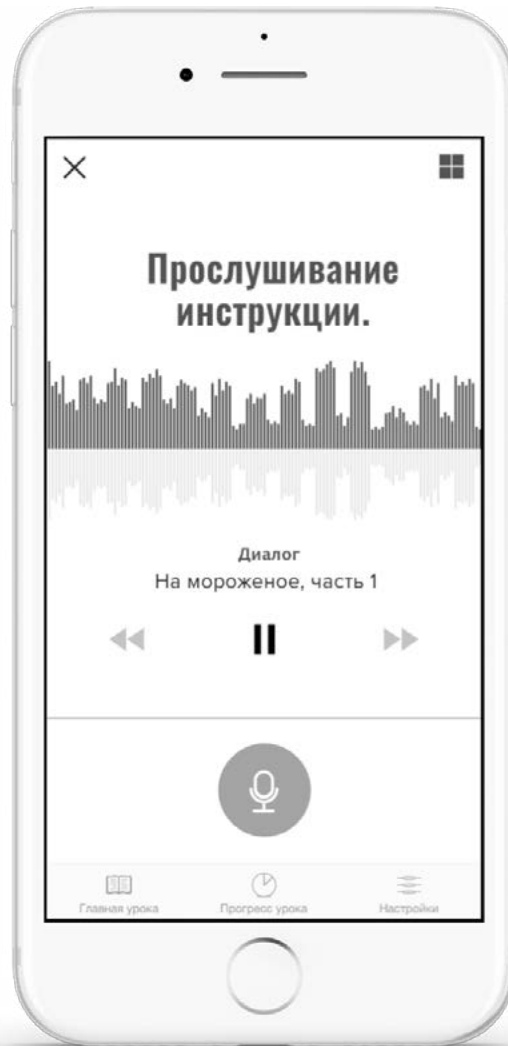 Прослушивание
инструкции.
Диалог
На мороженое, часть 1
Главная урока
Прогресс урока
Настройки